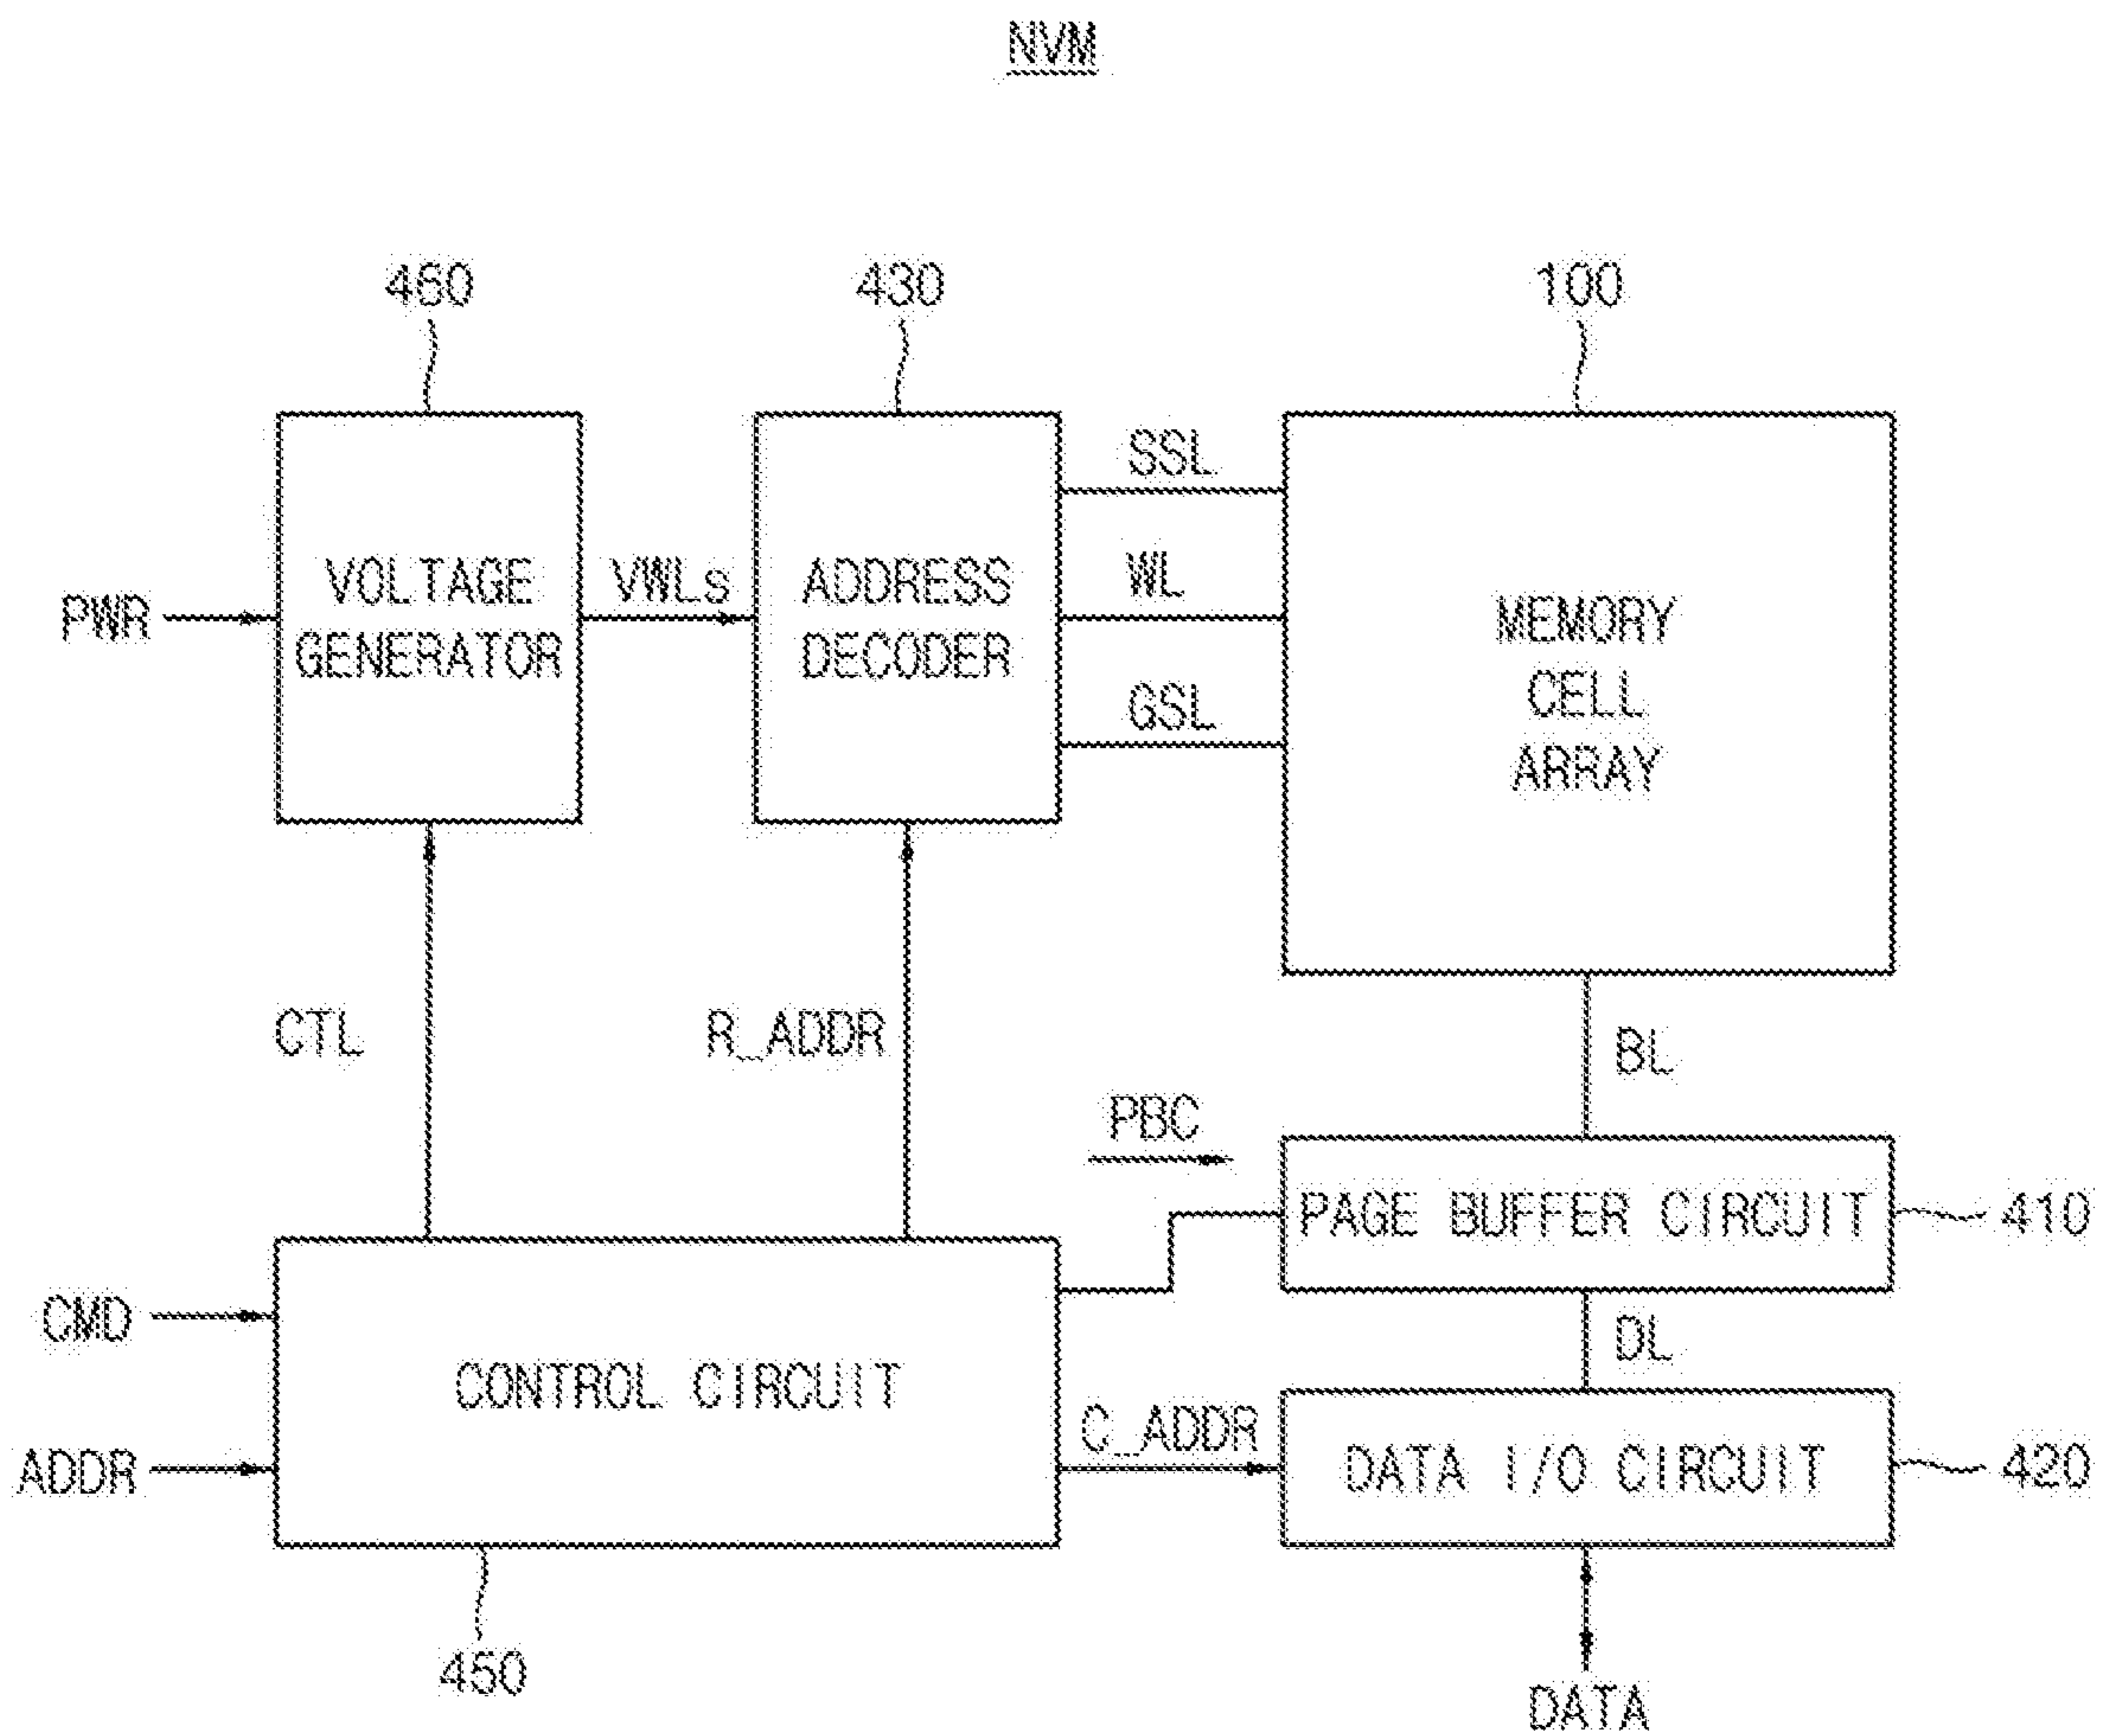 NVM
460
430
100
SSL
VOLTAGE
GENERATOR
VWLs
ADDRESS
DECODER
WL
PWR
MEMORY
CELL
ARRAY
GSL
CTL
R_ADDR
BL
PBC
PAGE BUFFER CIRCUIT
410
CMD
DL
CONTROL CIRCUIT
C_ADDR
ADDR
DATA I/O CIRCUIT
420
450
DATA